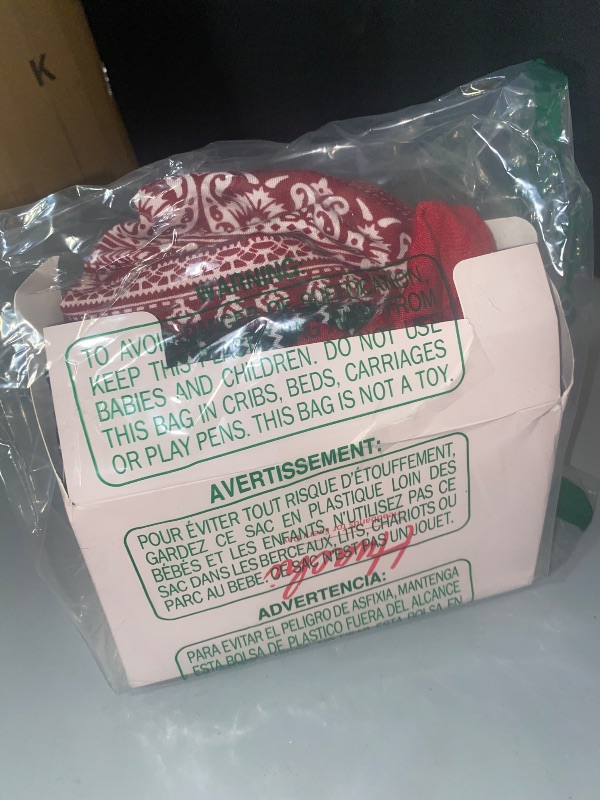 K
WARNING:
SUFFOCATION
FROM
TO AVOI
KEEP THIS
BABIES AND CHILDREN. DO NOT USE
THIS BAG IN CRIBS, BEDS, CARRIAGES
OR PLAY PENS. THIS BAG IS NOT A TOY.
AVERTISSEMENT:
POUR ÉVITER TOUT RISQUE D'ÉTOUFFEMENT,
GARDEZ CE SAC EN PLASTIQUE LOIN DES
BÉBÉS ET LES ENFANTS, N'UTILISEZ PAS CE
SAC DANS LES BERCEAUX, LITS, CHARIOTS OU
PARC AU BEBE. CE SAC N'EST PAS UN JOUET.
ADVERTENCIA:
PARA EVITAR EL PELIGRO DE ASFIXIA, MANTENGA
ESTA BOLSA DE PLASTICO FUERA DEL ALCANCE